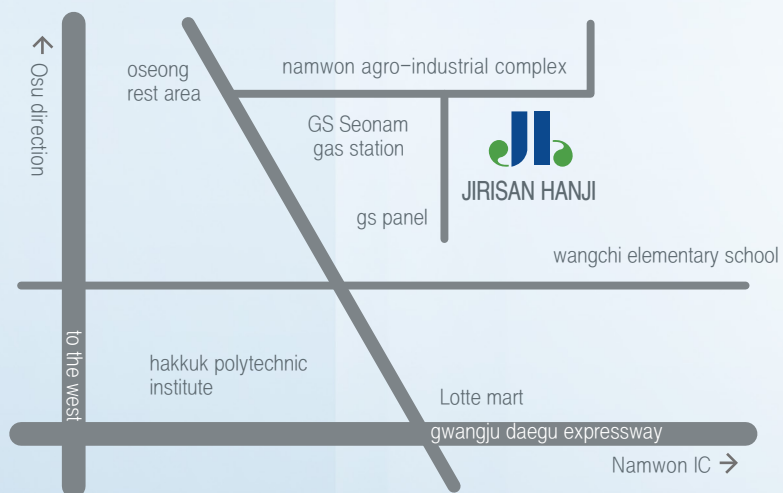 ↑ Osu direction
oseong
rest area
namwon agro-industrial complex
GS Seonam
gas station
JIRISAN HANJI
gs panel
wangchi elementary school
to the west
hakkuk polytechnic
institute
Lotte mart
gwangju daegu expressway
Namwon IC →